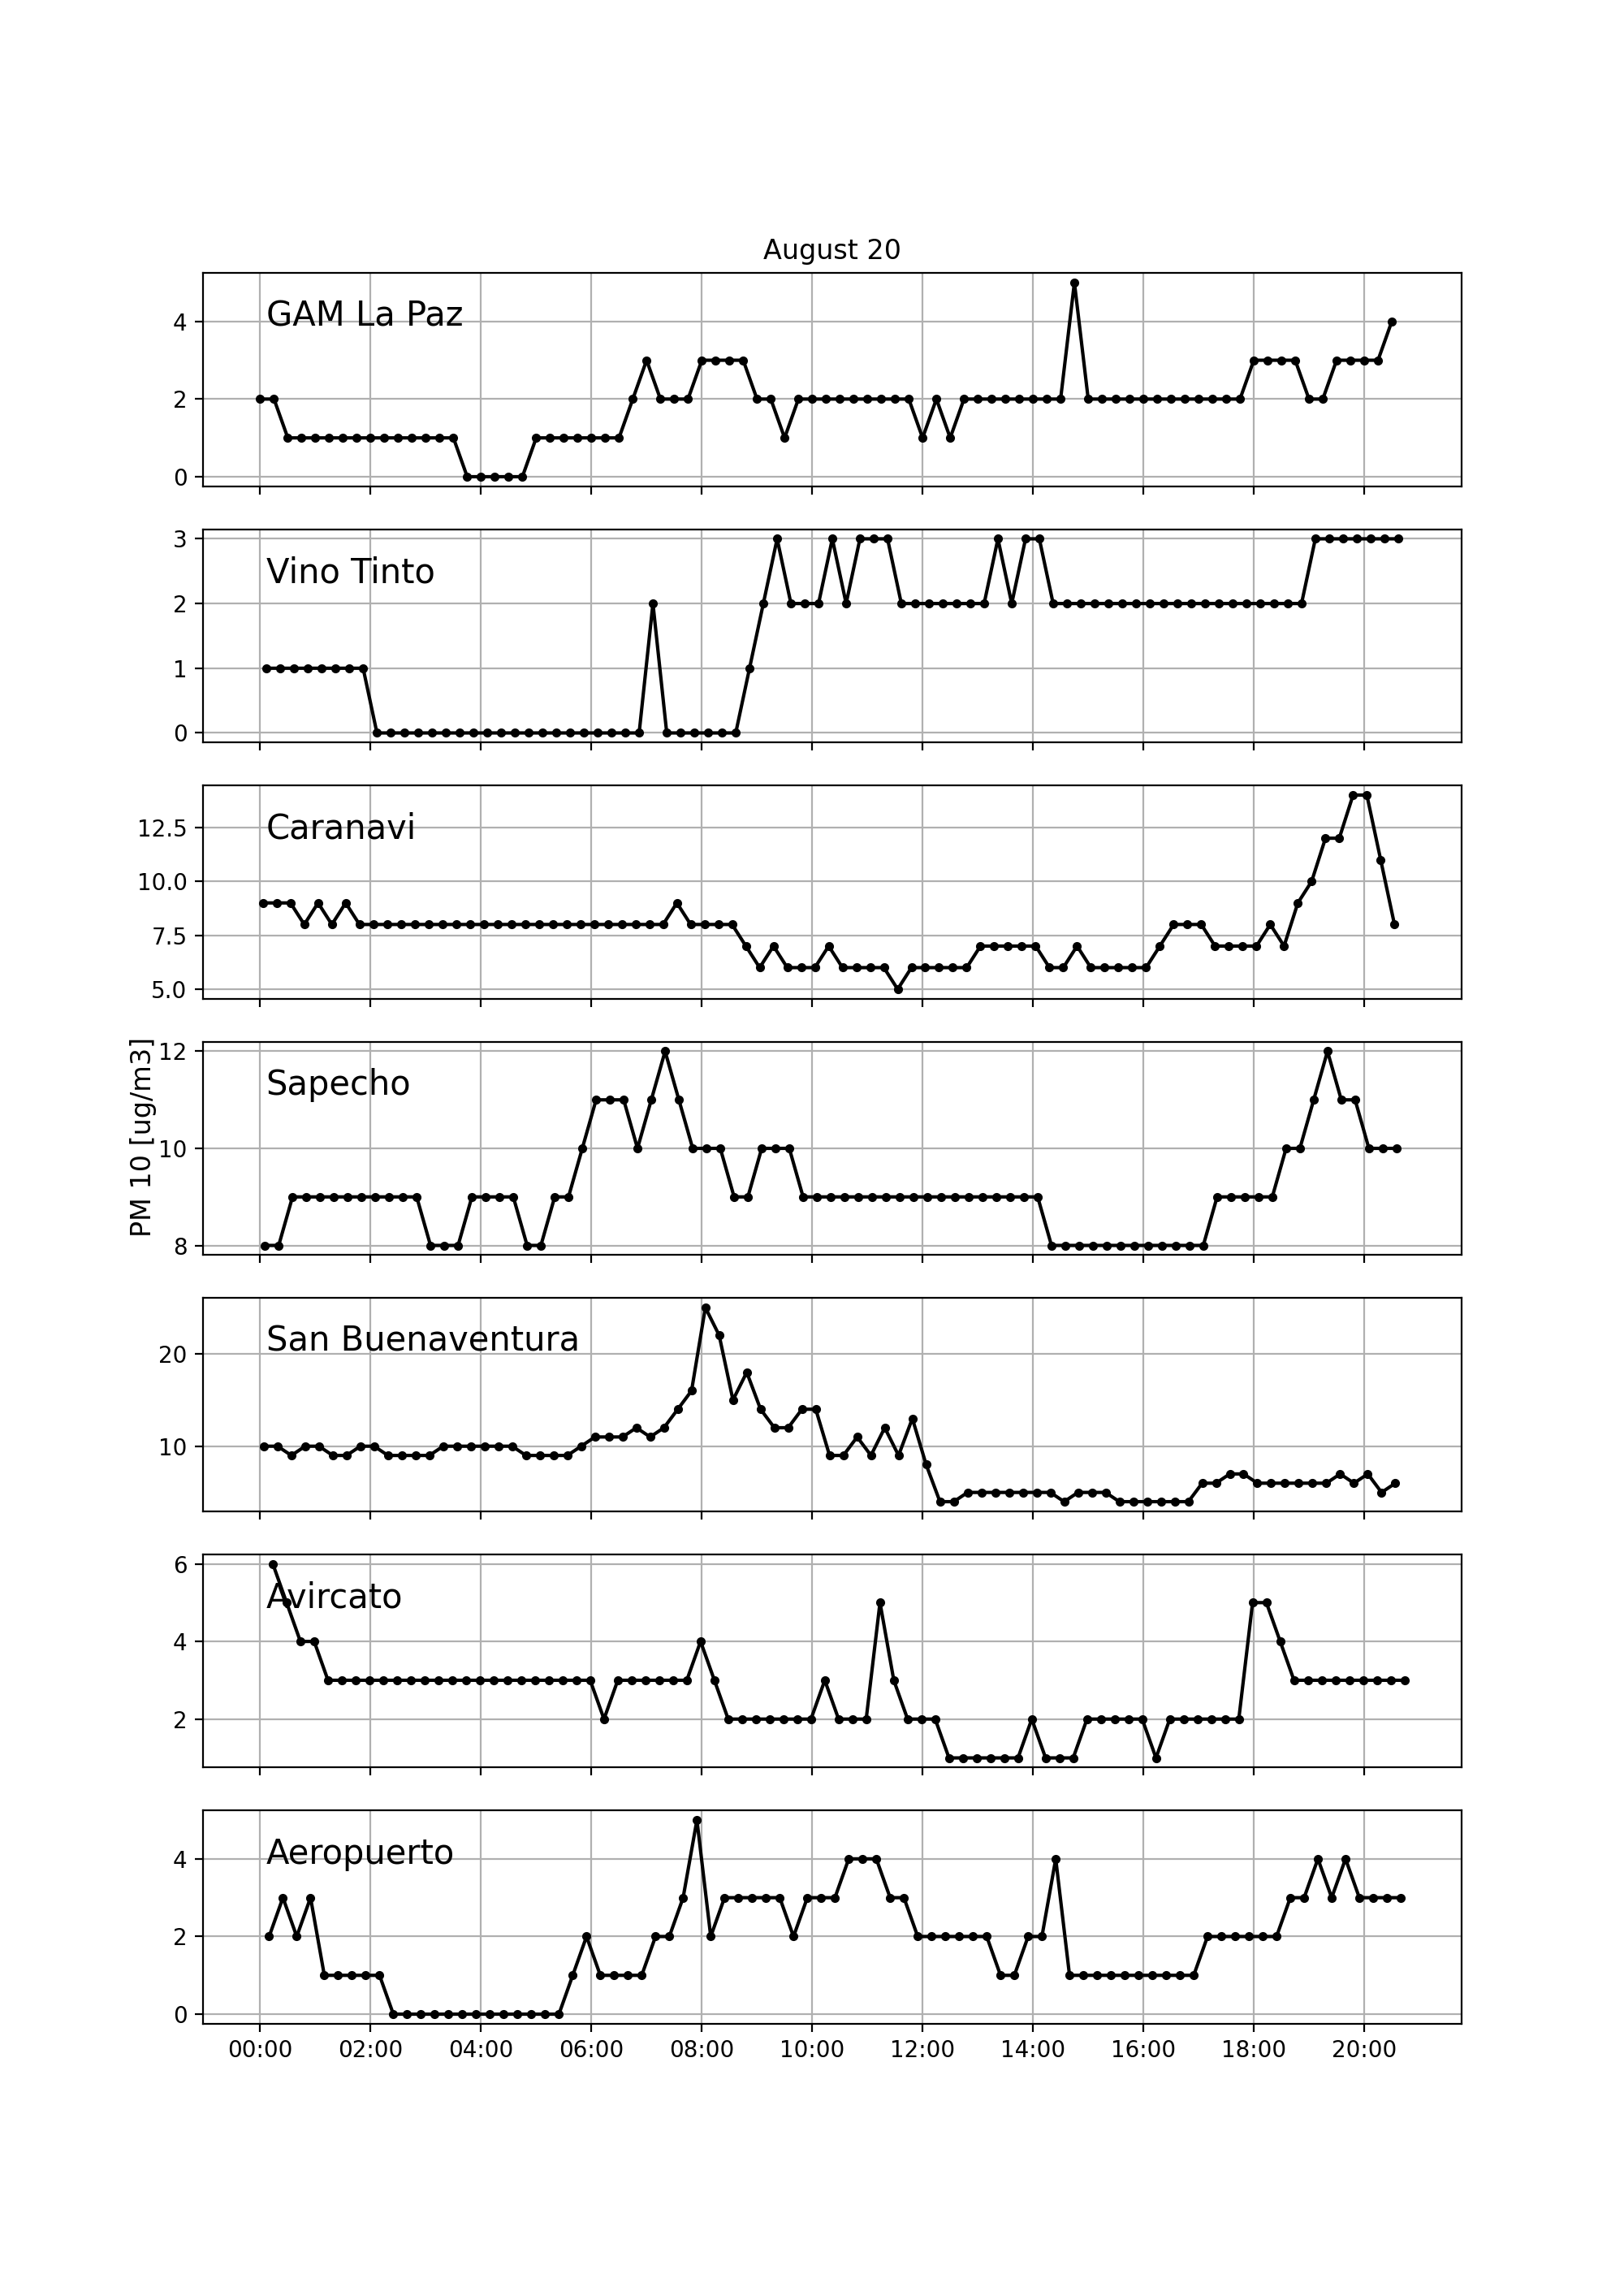 August 20
GAM La Paz
4
2
0
Vino Tinto
3
2
1
0
Caranavi
12.5
10.0
7.5
5.0
PM 10 [ug/m3]
Sapecho
12
10
8
San Buenaventura
20
10
Avircato
6
4
2
Aeropuerto
4
2
0
00:00 02:00 04:00 06:00 08:00 10:00 12:00 14:00 16:00 18:00 20:00